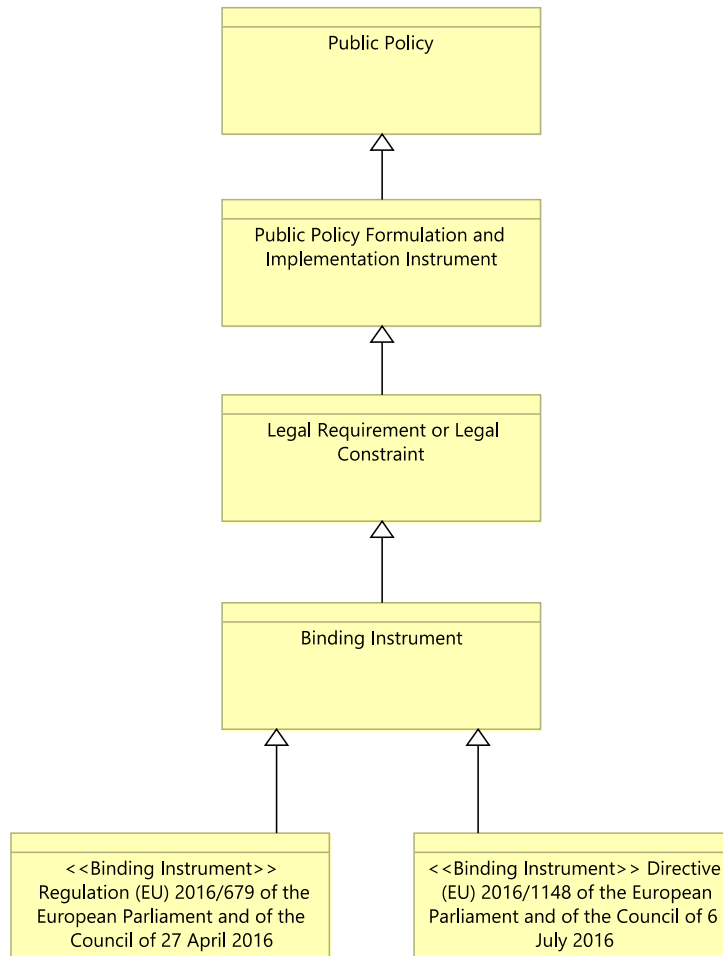 Public Policy
Public Policy Formulation and
Implementation Instrument
Legal Requirement or Legal
Constraint
Binding Instrument
<<Binding Instrument>>
Regulation (EU) 2016/679 of the
European Parliament and of the
Council of 27 April 2016
<<Binding Instrument>> Directive
(EU) 2016/1148 of the European
Parliament and of the Council of 6
July 2016